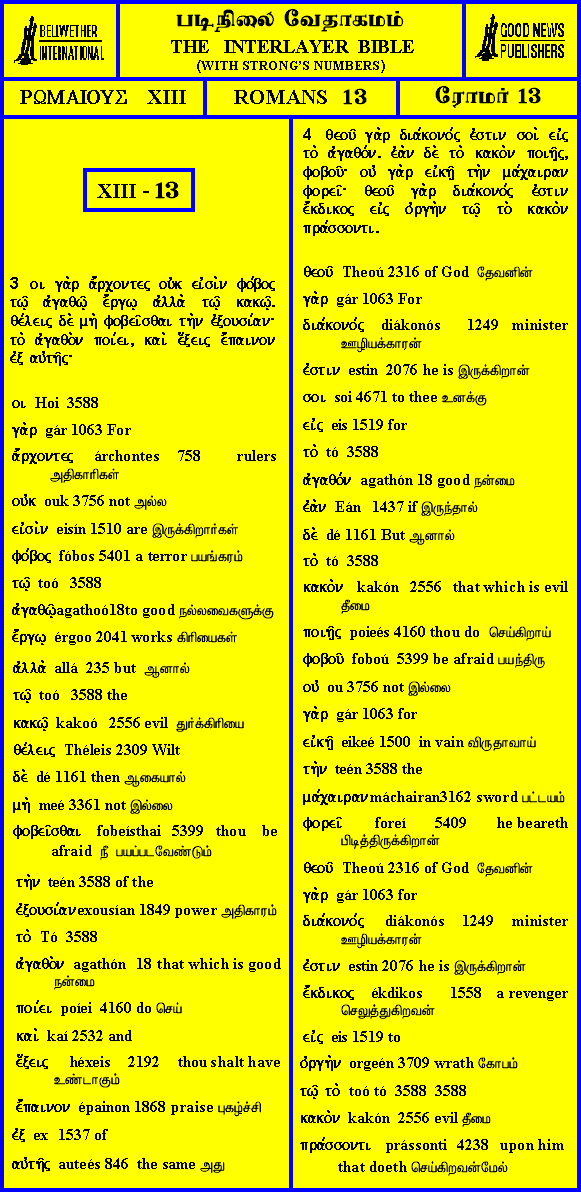 BELLWETHER
INTERNATIONAL
படிநிலை வேதாகமம்
THE INTERLAYER BIBLE
(WITH STRONG'S NUMBERS)
GOOD NEWS
PUBLISHERS
ΡΩΜΑΙΟΥΣ XIII
ROMANS 13
ரோமர் 13
XIII - 13
3 οι γὰρ ἄρχοντες οὐκ εἰσὶν φόβος
τῷ ἀγαθῷ ἔργῳ ἀλλὰ τῷ κακῷ.
θέλεις δὲ μὴ φοβεῖσθαι τὴν ἐξουσίαν·
τὸ ἀγαθὸν ποίει, καὶ ἕξεις ἔπαινον
ἐξ αὐτῆς·
οι Hoi 3588
γὰρ gár 1063 For
ἄρχοντες árchontes 758 rulers
அதிகாரிகள்
οὐκ ouk 3756 not அல்ல
εἰσὶν eisín 1510 are இருக்கிறார்கள்
φόβος fóbos 5401 a terror பயங்கரம்
τῷ toó 3588
ἀγαθῷ agathoó18to good நல்லவைகளுக்கு
ἔργῳ érgoo 2041 works கிரியைகள்
ἀλλὰ allá 235 but ஆனால்
τῷ toó 3588 the
κακῷ kakoó 2556 evil துர்க்கிரியை
θέλεις Théleis 2309 Wilt
δὲ dé 1161 then ஆகையால்
μὴ meé 3361 not இல்லை
φοβεῖσθαι fobeísthai 5399 thou be
afraid நீ பயப்படவேண்டும்
τὴν teén 3588 of the
ἐξουσίαν exousían 1849 power அதிகாரம்
τὸ Tó 3588
ἀγαθὸν agathón 18 that which is good
நன்மை
ποίει poíei 4160 do செய்
καὶ kaí 2532 and
ἕξεις héxeis 2192 thou shalt have
உண்டாகும்
ἔπαινον épainon 1868 praise புகழ்ச்சி
ἐξ ex 1537 of
αὐτῆς auteés 846 the same அது
4 θεοῦ γὰρ διάκονός ἐστιν σοὶ εἰς
τὸ ἀγαθόν. ἐὰν δὲ τὸ κακὸν ποιῇς,
φοβοῦ· οὐ γὰρ εἰκῇ τὴν μάχαιραν
φορεῖ· θεοῦ γὰρ διάκονός ἐστιν
ἔκδικος εἰς ὀργὴν τῷ τὸ κακὸν
πράσσοντι.
θεοῦ Theoú 2316 of God தேவனின்
γὰρ gár 1063 For
διάκονός diákonós 1249 minister
ஊழியக்காரன்
ἐστιν estin 2076 he is இருக்கிறான்
σοι soi 4671 to thee உனக்கு
εἰς eis 1519 for
τὸ tó 3588
ἀγαθόν agathón 18 good நன்மை
ἐὰν Eán 1437 if இருந்தால்
δὲ dé 1161 But ஆனால்
τὸ tó 3588
κακὸν kakón 2556 that which is evil
தீமை
ποιῇς poieés 4160 thou do செய்கிறாய்
φοβοῦ foboú 5399 be afraid பயந்திரு
οὐ ou 3756 not இல்லை
γὰρ gár 1063 for
εἰκῇ eikeé 1500 in vain விருதாவாய்
τὴν teén 3588 the
μάχαιραν máchairan3162 sword பட்டயம்
φορεῖ foreí 5409 he beareth
பிடித்திருக்கிறான்
θεοῦ Theoú 2316 of God தேவனின்
γὰρ gár 1063 for
διάκονός diákonós 1249 minister
ஊழியக்காரன்
ἐστιν estin 2076 he is இருக்கிறான்
ἔκδικος ékdikos 1558 a revenger
செலுத்துகிறவன்
εἰς eis 1519 to
ὀργὴν orgeén 3709 wrath கோபம்
τῷ τὸ toó tó 3588 3588
κακὸν kakón 2556 evil தீமை
πράσσοντι prássonti 4238 upon him
that doeth செய்கிறவன்மேல்